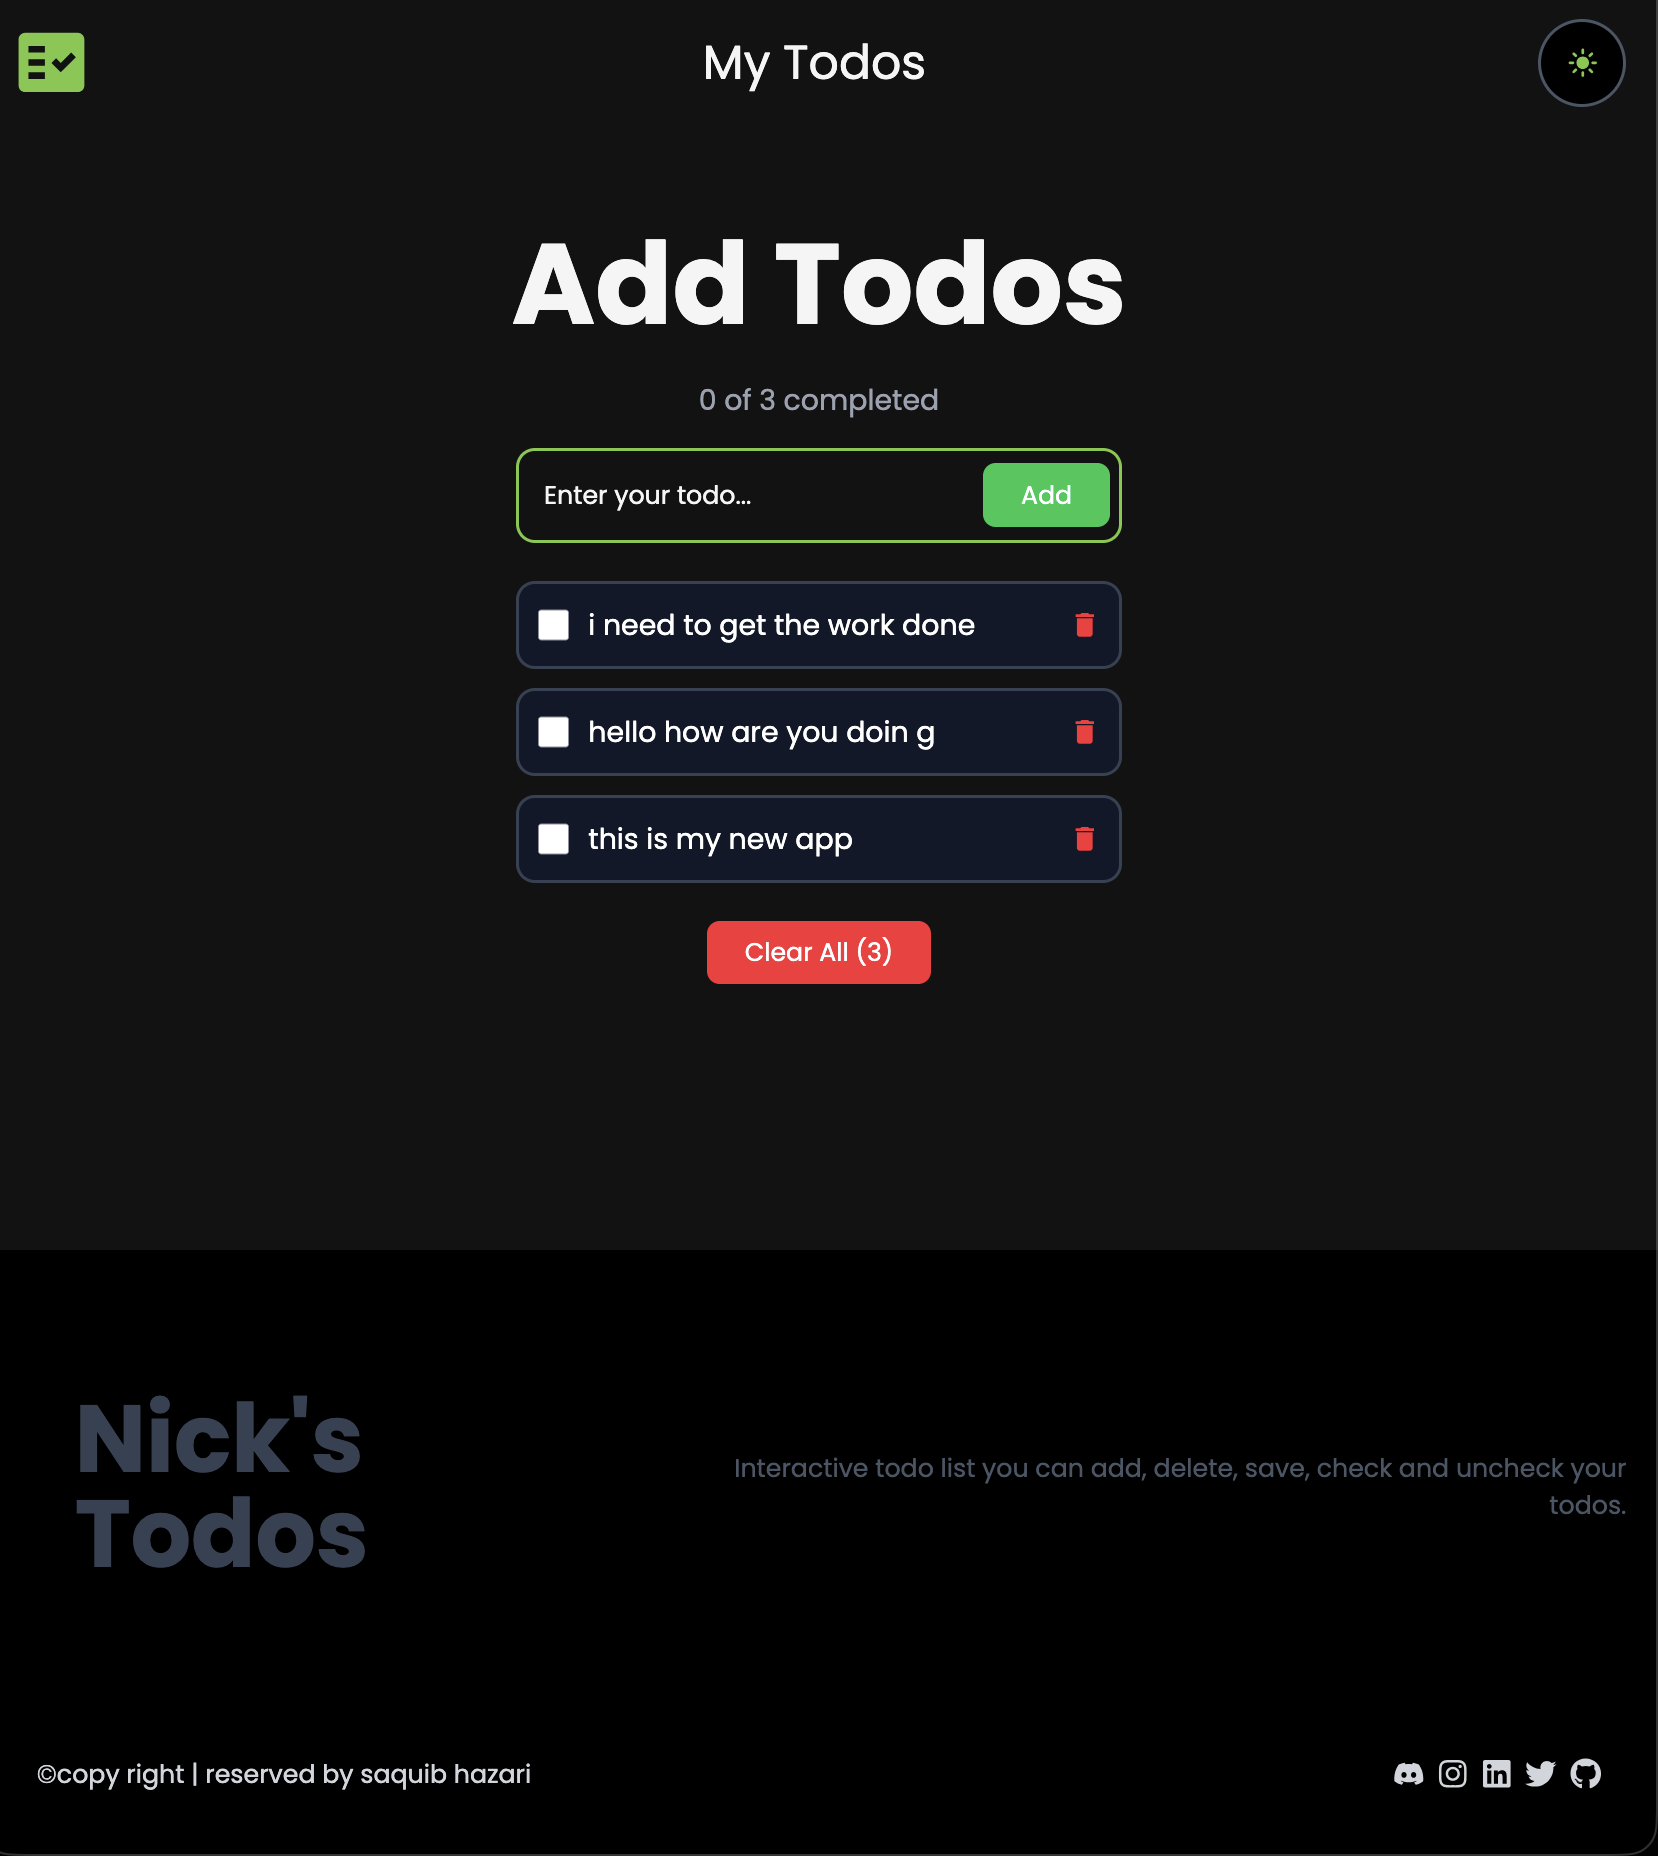 My Todos
Add Todos
0 of 3 completed
Enter your todo...
Add
i need to get the work done
hello how are you doin g
this is my new app
Clear All (3)
Nick's
Todos
Interactive todo list you can add, delete, save, check and uncheck your
todos.
©copy right | reserved by saquib hazari